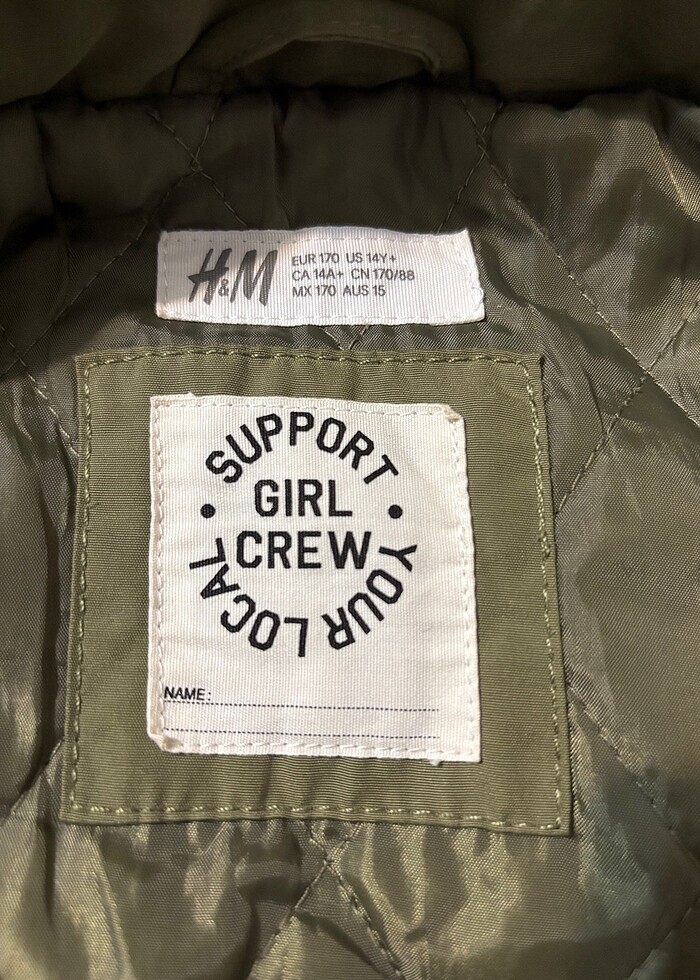 H&M
EUR 170 US 14Y+
CA 14A+ CN 170/88
MX 170 AUS 15
SUPPORT
GIRL
CREW
YOUR LOCAL
NAME: